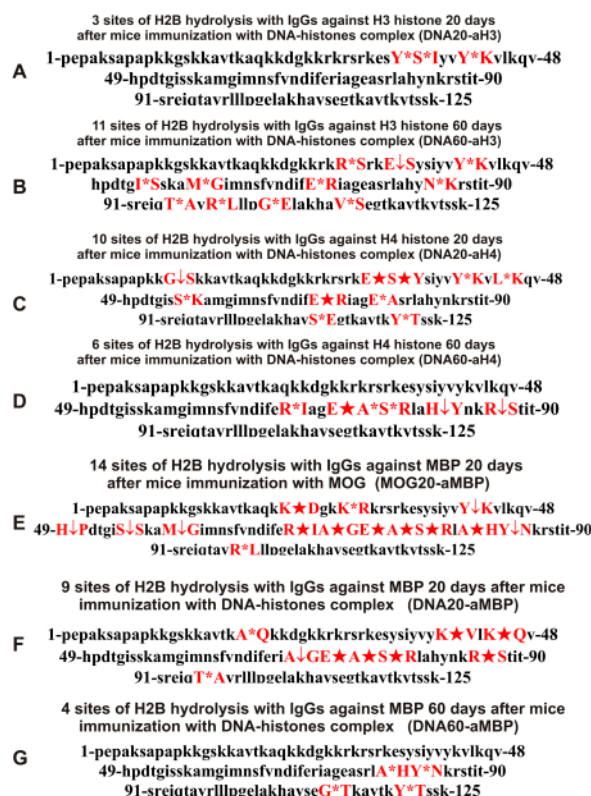 3 sites of H2B hydrolysis with IgGs against H3 histone 20 days
after mice immunization with DNA-histones complex (DNA20-aH3)
A
1-pepaksapapkkgskkavtkaqkkdgkkrkrsrkesY*S*IyvY*Kvlkqv-48
49-hpdtgisskamgimnsfvndiferiageasrlahynkrstit-90
91-sreiqtavrlllpgelakhavsegtkavtkvtssk-125
11 sites of H2B hydrolysis with IgGs against H3 histone 60 days
after mice immunization with DNA-histones complex (DNA60-aH3)
B
1-pepaksapapkkgskkavtkaqkkdgkkrkR*SrkE↓SysiyvY*Kvlkqv-48
hpdtgI*SskaM*GimnsfvndifE*RiageasrlahyN*Krstit-90
91-sreiqT*AvR*LllpG*ElakhaV*Segtkavtkvtssk-125
10 sites of H2B hydrolysis with IgGs against H4 histone 20 days
after mice immunization with DNA-histones complex (DNA20-aH4)
C
1-pepaksapapkkG↓SkkavtkaqkkdgkkrkrsrkE★S★YsiyvY*KvL*Kqv-48
49-hpdtgisS*KamgimnsfvndifE★RiagE*Asrlahynkrstit-90
91-sreiqtavrlllpgelakhavS*EgtkavtkY*Tssk-125
6 sites of H2B hydrolysis with IgGs against H4 histone 60 days
after mice immunization with DNA-histones complex (DNA60-aH4)
D
1-pepaksapapkkgskkavtkaqkkdgkkrkrsrkesysiyvykvlkqv-48
49-hpdtgisskamgimnsfvndifeR*IagE★A*S*RlaH↓YnkR↓Stit-90
91-sreiqtavrlllpgelakhavsegtkavtkvtssk-125
14 sites of H2B hydrolysis with IgGs against MBP 20 days
after mice immunization with MOG (MOG20-aMBP)
E
1-pepaksapapkkgskkavtkaqkK★DgkK*RkrsrkesysiyvY↓Kvlkqv-48
49-H↓PdtgiS↓SkaM↓GimnsfvndifeR★IA★GE★A★S★RlA★HY↓Nkrstit-90
91-sreiqtavR*Lllpgelakhavsegtkavtkvtssk-125
9 sites of H2B hydrolysis with IgGs against MBP 20 days after mice
immunization with DNA-histones complex (DNA20-aMBP)
F
1-pepaksapapkkgskkavtkA*QkkdgkkrkrsrkesysiyvyK★VlK★Qv-48
49-hpdtgisskamgimnsfvndiferiA↓GE★A★S★RlahynkR★Stit-90
91-sreiqT*Avrlllpgelakhavsegtkavtkvtssk-125
4 sites of H2B hydrolysis with IgGs against MBP 60 days after mice
immunization with DNA-histones complex (DNA60-aMBP)
G
1-pepaksapapkkgskkavtkaqkkdgkkrkrsrkesysiyvykvlkqv-48
49-hpdtgisskamgimnsfvndiferiageasrlA*HY*Nkrstit-90
91-sreiqtavrlllpgelakhavseG*TkavtkY*Tssk-125